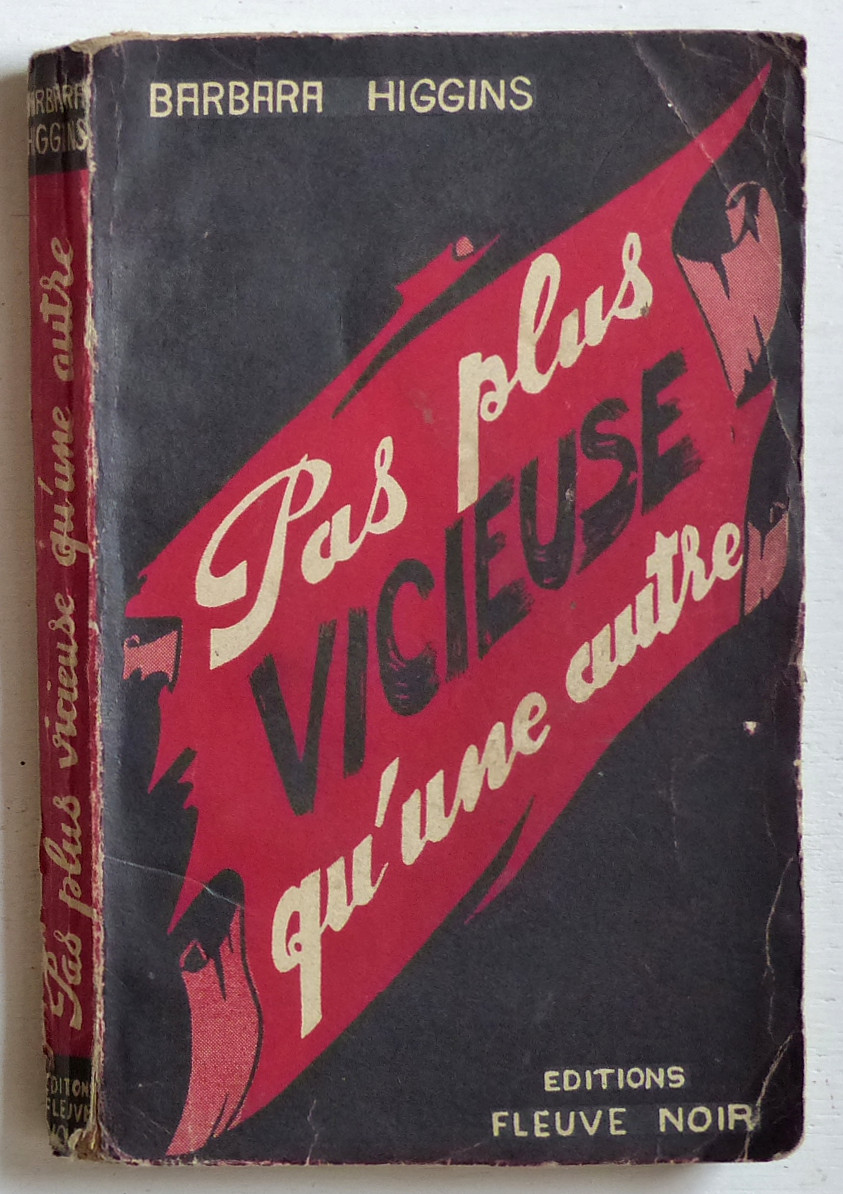 BARBARA HIGGINS
Pas plus
VICIEUSE
qu'une autre
EDITIONS
FLEUVE NOIR
BARBARA
HIGGINS
Pas plus vicieuse qu'une autre
EDITIONS
FLEUVE